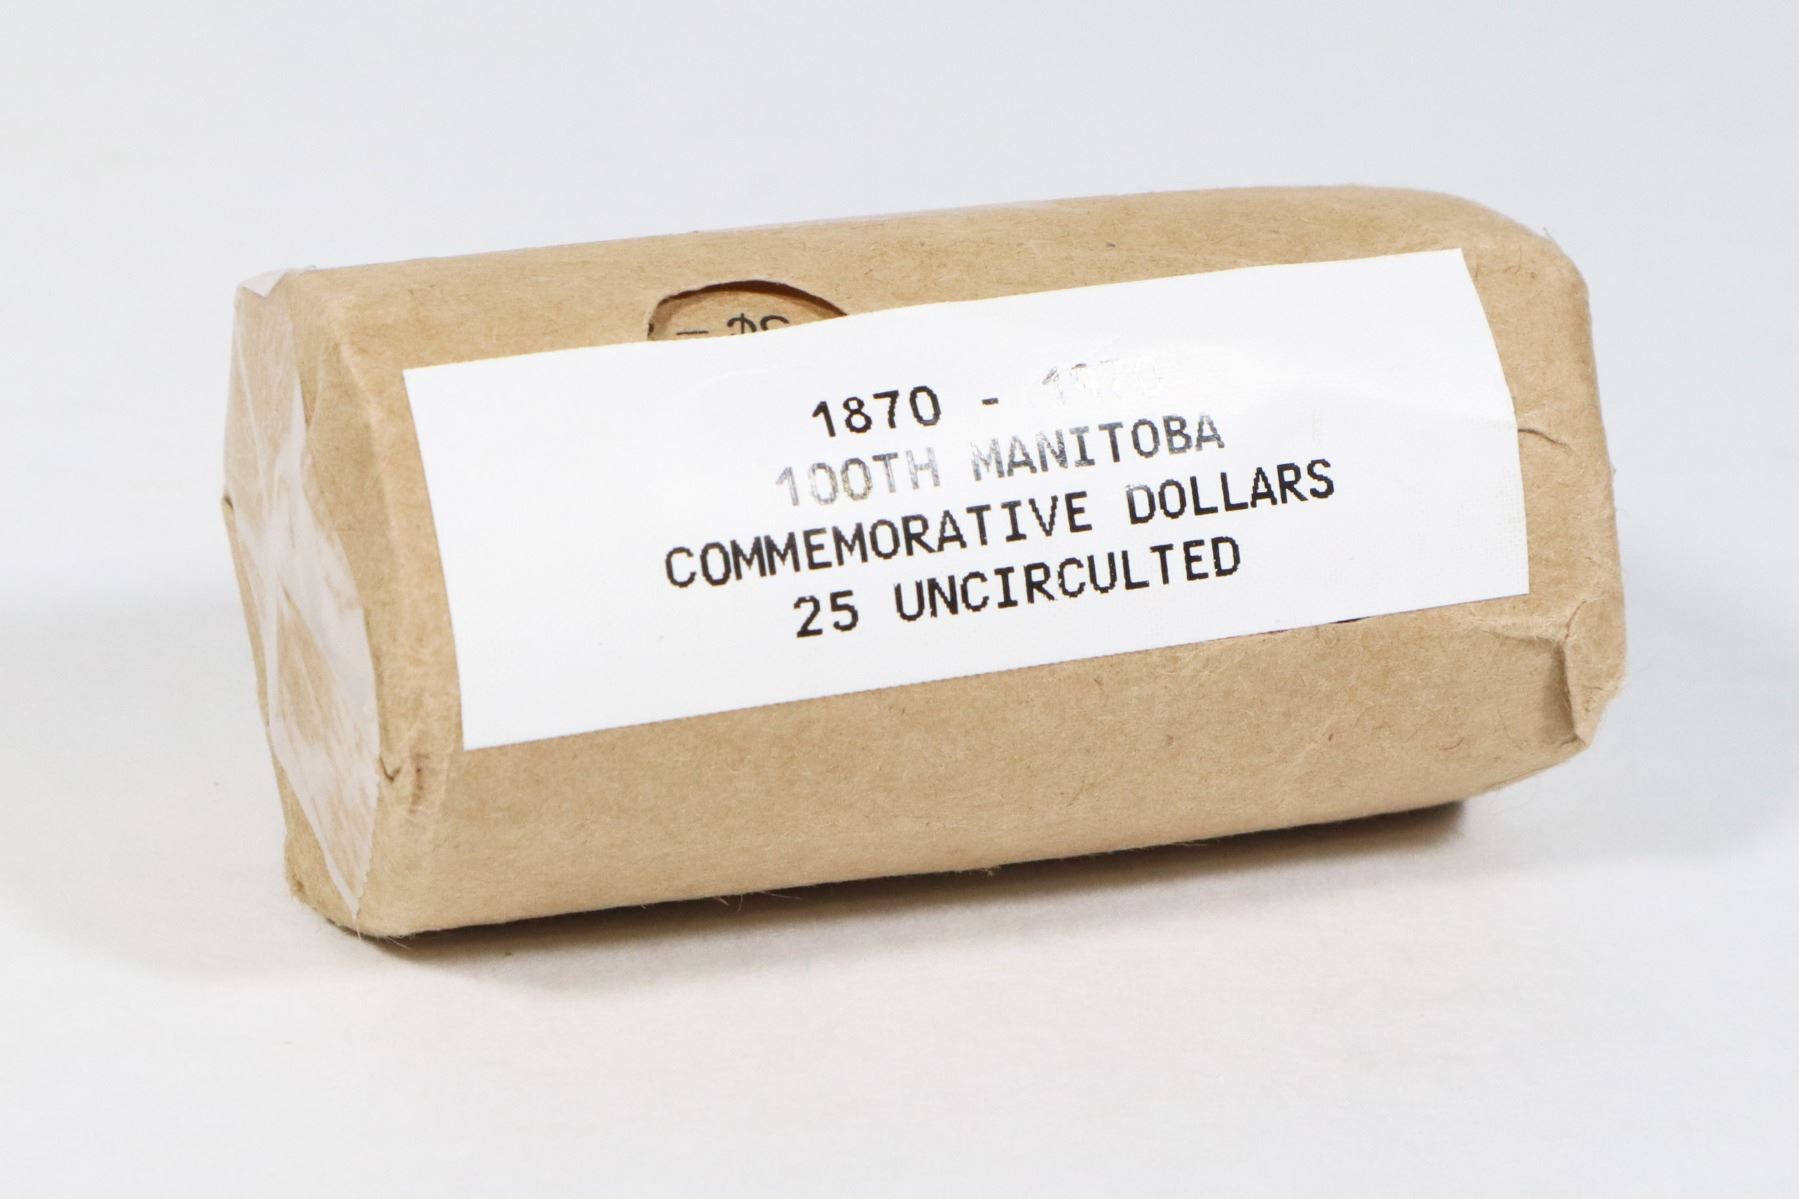 1870 - 1970
100TH MANITOBA
COMMEMORATIVE DOLLARS
25 UNCIRCULTED